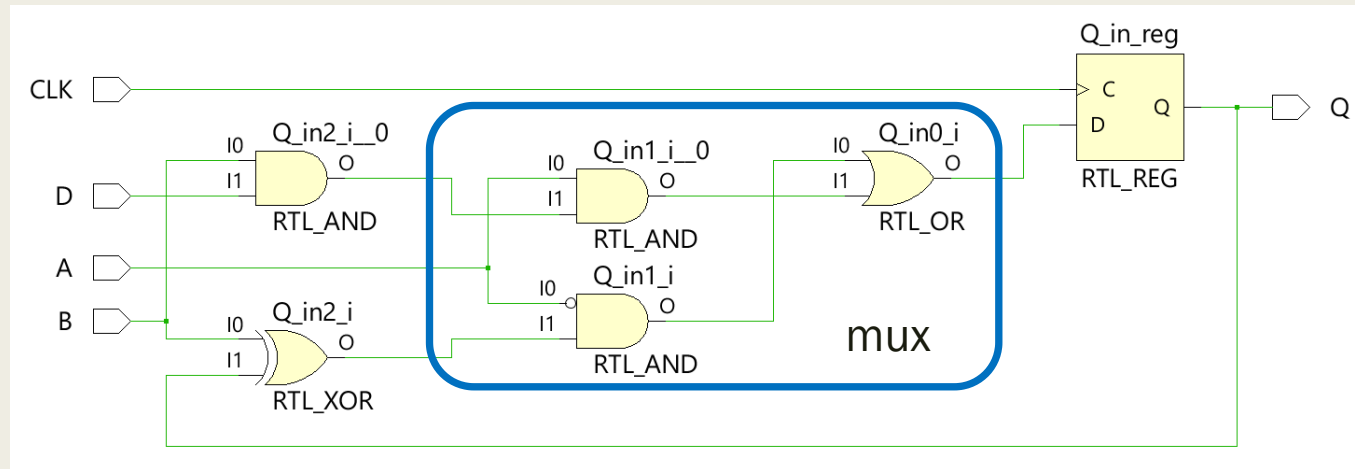 Q_in_reg
CLK
C
Q
Q
D
RTL_REG
Q_in2_i__0
I0
I1
O
RTL_AND
D
Q_in1_i__0
I0
I1
O
RTL_AND
Q_in0_i
I0
I1
O
RTL_OR
A
B
Q_in2_i
I0
I1
O
RTL_XOR
Q_in1_i
I0
I1
O
RTL_AND
mux